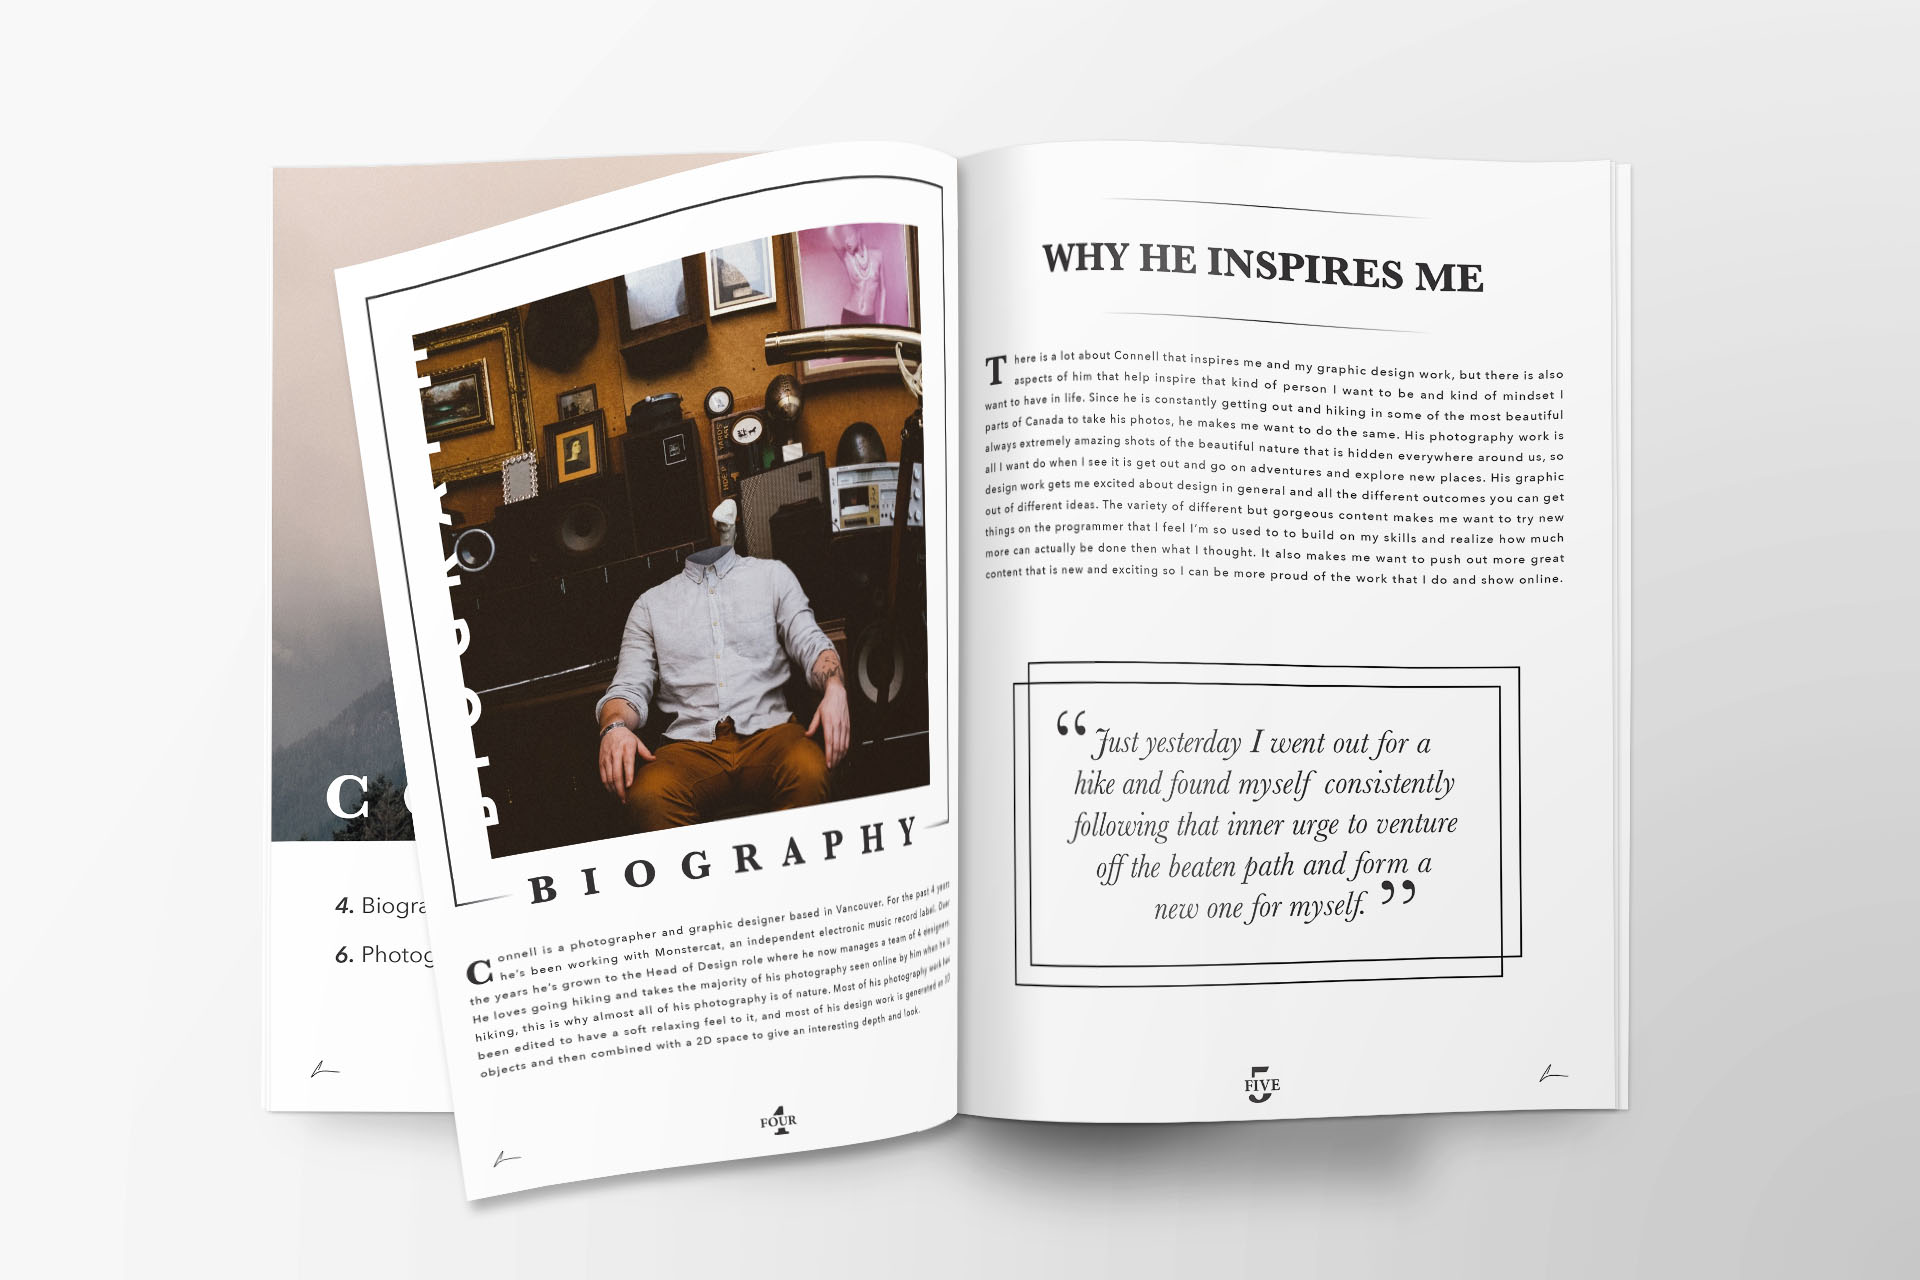 C
4. Biogra
6. Photog
BIOGRAPHY
Connell is a photographer and graphic designer based in Vancouver. For the past 4 years
he's been working with Monstercat, an independent electronic music record label. Over
the years he's grown to the Head of Design role where he now manages a team of 4 designers.
He loves going hiking and takes the majority of his photography seen online by him when he is
hiking, this is why almost all of his photography is of nature. Most of his photography work has
been edited to have a soft relaxing feel to it, and most of his design work is generated on 3D
objects and then combined with a 2D space to give an interesting depth and look.
4
FOUR
WHY HE INSPIRES ME
There is a lot about Connell that inspires me and my graphic design work, but there is also
aspects of him that help inspire that kind of person I want to be and kind of mindset I
want to have in life. Since he is constantly getting out and hiking in some of the most beautiful
parts of Canada to take his photos, he makes me want to do the same. His photography work is
always extremely amazing shots of the beautiful nature that is hidden everywhere around us, so
all I want do when I see it is get out and go on adventures and explore new places. His graphic
design work gets me excited about design in general and all the different outcomes you can get
out of different ideas. The variety of different but gorgeous content makes me want to try new
things on the programmer that I feel I'm so used to to build on my skills and realize how much
more can actually be done then what I thought. It also makes me want to push out more great
content that is new and exciting so I can be more proud of the work that I do and show online.
“Just yesterday I went out for a
hike and found myself consistently
following that inner urge to venture
off the beaten path and form a
new one for myself.”
5
FIVE